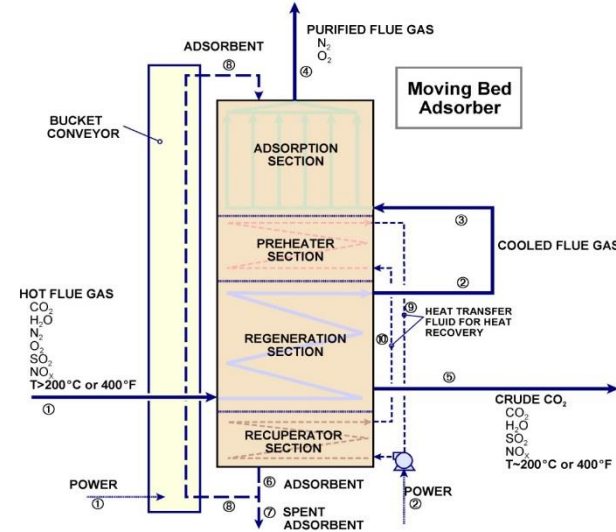 PURIFIED FLUE GAS
N₂
O₂
④
ADSORBENT
⑧
Moving Bed
Adsorber
BUCKET
CONVEYOR
ADSORPTION
SECTION
③
COOLED FLUE GAS
PREHEATER
SECTION
②
HOT FLUE GAS
CO₂
H₂O
N₂
O₂
SO₂
NOₓ
T>200°C or 400°F
①
REGENERATION
SECTION
⑨
HEAT TRANSFER
FLUID FOR HEAT
RECOVERY
⑩
⑤
CRUDE CO₂
CO₂
H₂O
SO₂
NOₓ
T~200°C or 400°F
RECUPERATOR
SECTION
POWER
①
⑥ ADSORBENT
⑧
⑦ SPENT
ADSORBENT
POWER
②